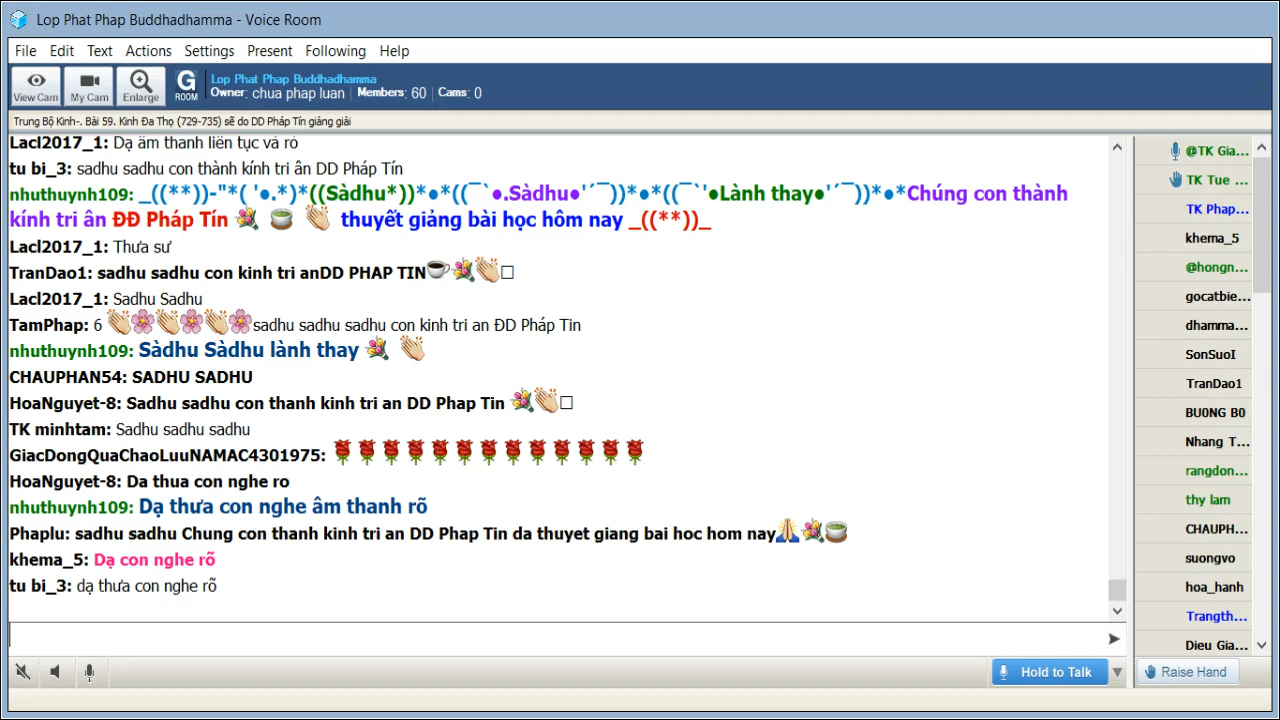 Lop Phat Phap Buddhadhamma - Voice Room
File Edit Text Actions Settings Present Following Help
View Cam My Cam Enlarge G ROOM
Lop Phat Phap Buddhadhamma
Owner: chua phap luan Members: 60 Cams: 0
Trung Bộ Kinh-. Bài 59. Kinh Đa Thọ (729-735) sẽ do DD Pháp Tín giảng giải
Lacl2017_1: Dạ âm thanh liên tục và rõ
tu bi_3: sadhu sadhu con thành kính tri ân DD Pháp Tín
nhuthuynh109: _((**))-"*( '●.*)*((Sàdhu*))*●*((¯`●.Sàdhu●'´¯))*●*((¯`'●Lành thay●'´¯))*●*Chúng con thành
kính tri ân ĐĐ Pháp Tín 💐 🍵 👏 thuyết giảng bài học hôm nay _((**))_
Lacl2017_1: Thưa sư
TranDao1: sadhu sadhu con kinh tri anDD PHAP TIN☕💐👏□
Lacl2017_1: Sadhu Sadhu
TamPhap: 6 👏🌸👏🌸👏🌸sadhu sadhu sadhu con kinh tri an ĐD Pháp Tin
nhuthuynh109: Sàdhu Sàdhu lành thay 💐 👏
CHAUPHAN54: SADHU SADHU
HoaNguyet-8: Sadhu sadhu con thanh kinh tri an DD Phap Tin 💐👏□
TK minhtam: Sadhu sadhu sadhu
GiacDongQuaChaoLuuNAMAC4301975: 🌹🌹🌹🌹🌹🌹🌹🌹🌹🌹🌹🌹🌹
HoaNguyet-8: Da thua con nghe ro
nhuthuynh109: Dạ thưa con nghe âm thanh rõ
Phaplu: sadhu sadhu Chung con thanh kinh tri an DD Phap Tin da thuyet giang bai hoc hom nay🙏💐🍵
khema_5: Dạ con nghe rõ
tu bi_3: dạ thưa con nghe rõ
@TK Gia...
TK Tue ...
TK Phap...
khema_5
@hongn...
gocatbie...
dhamma...
SonSuoI
TranDao1
BU0NG B0
Nhang T...
rangdon...
thy lam
CHAUPH...
suongvo
hoa_hanh
Trangth...
Dieu Gia...
Hold to Talk
Raise Hand